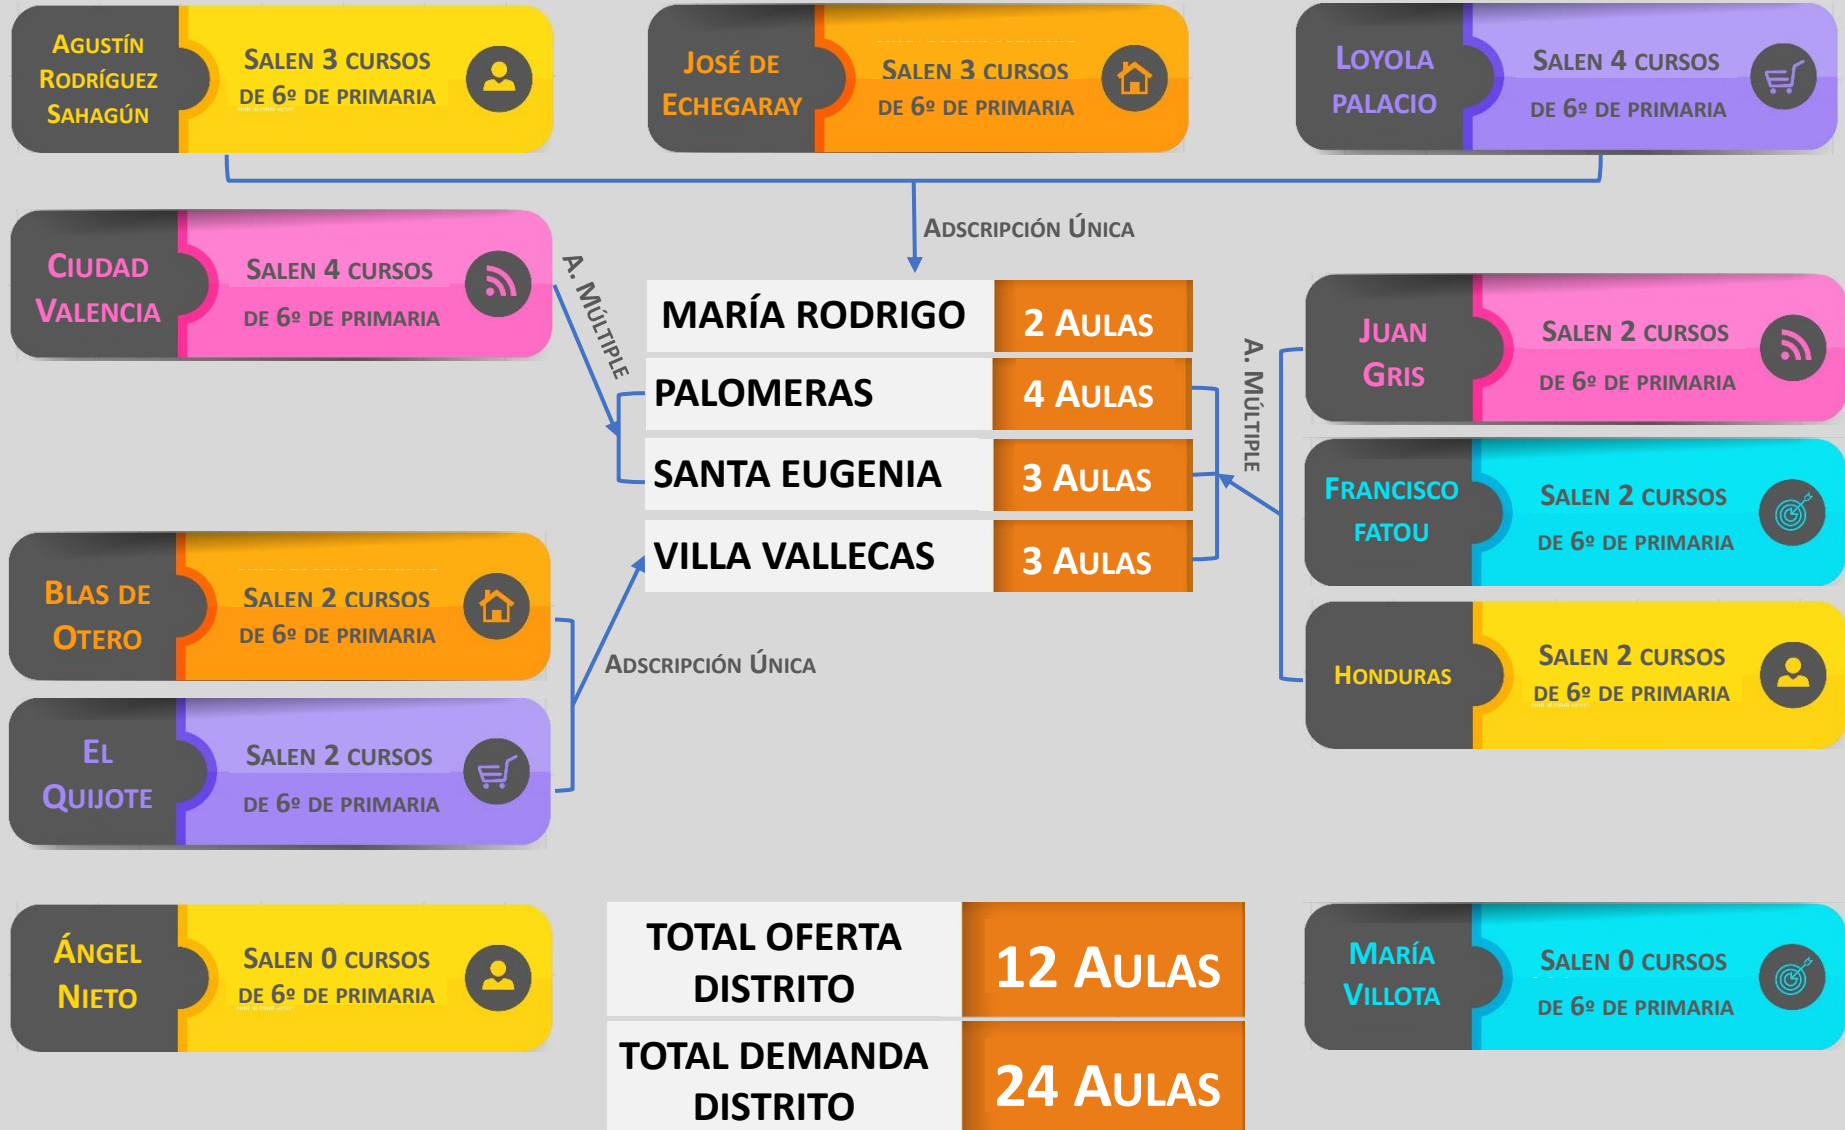 Agustín
Rodríguez
Sahagún
Salen 3 cursos
de 6º de primaria
José de
Echegaray
Salen 3 cursos
de 6º de primaria
Loyola
palacio
Salen 4 cursos
de 6º de primaria
Adscripción Única
Ciudad
Valencia
Salen 4 cursos
de 6º de primaria
A. Múltiple
MARÍA RODRIGO
2 Aulas
PALOMERAS
4 Aulas
SANTA EUGENIA
3 Aulas
VILLA VALLECAS
3 Aulas
A. Múltiple
Juan
Gris
Salen 2 cursos
de 6º de primaria
Francisco
fatou
Salen 2 cursos
de 6º de primaria
Honduras
Salen 2 cursos
de 6º de primaria
Blas de
Otero
Salen 2 cursos
de 6º de primaria
Adscripción Única
El
Quijote
Salen 2 cursos
de 6º de primaria
Ángel
Nieto
Salen 0 cursos
de 6º de primaria
TOTAL OFERTA
DISTRITO
12 Aulas
TOTAL DEMANDA
DISTRITO
24 Aulas
María
Villota
Salen 0 cursos
de 6º de primaria